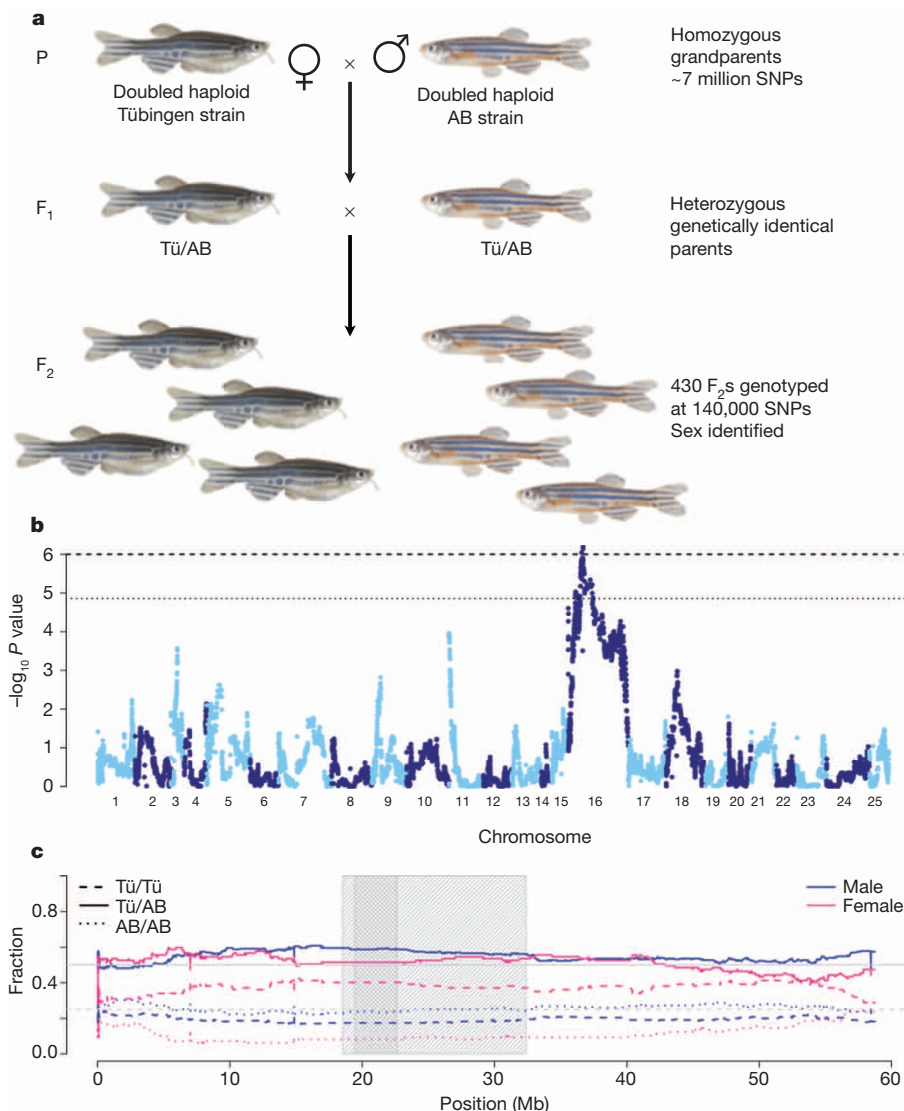 a
P
♀ × ♂
Doubled haploid
Tübingen strain
Doubled haploid
AB strain
Homozygous
grandparents
~7 million SNPs
F1
×
Tü/AB
Tü/AB
Heterozygous
genetically identical
parents
F2
430 F2s genotyped
at 140,000 SNPs
Sex identified
b
–log10 P value
6
5
4
3
2
1
0
1 2 3 4 5 6 7 8 9 10 11 12 13 14 15 16 17 18 19 20 21 22 23 24 25
Chromosome
c
Tü/Tü
Tü/AB
AB/AB
Male
Female
Fraction
0.8
0.4
0.0
0 10 20 30 40 50 60
Position (Mb)